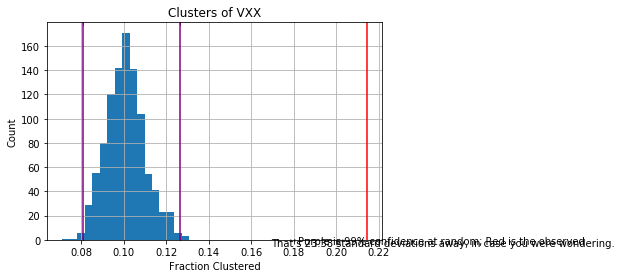 Clusters of VXX
160
140
120
100
80
60
40
20
0
Count
0.08 0.10 0.12 0.14 0.16 0.18 0.20 0.22
Fraction Clustered
Purple is 99% confidence at random; Red is the observed
That's 23.38 standard deviations away, in case you were wondering.